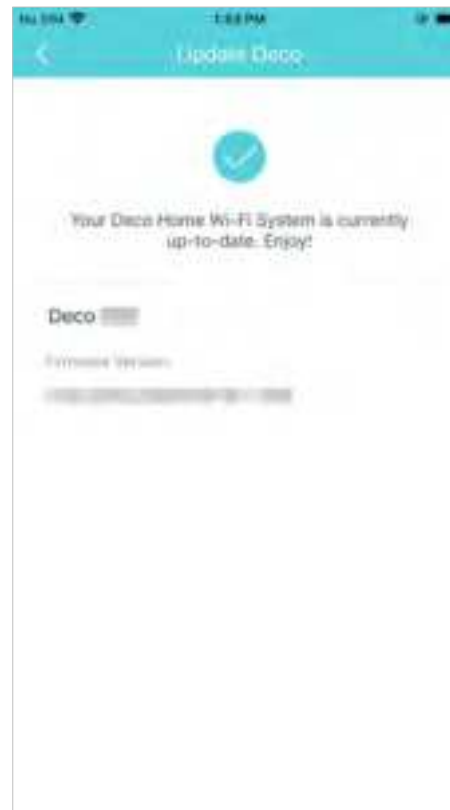 Update Deco
Your Deco Home Wi-Fi System is currently
up-to-date. Enjoy!
Deco
Firmware Version: